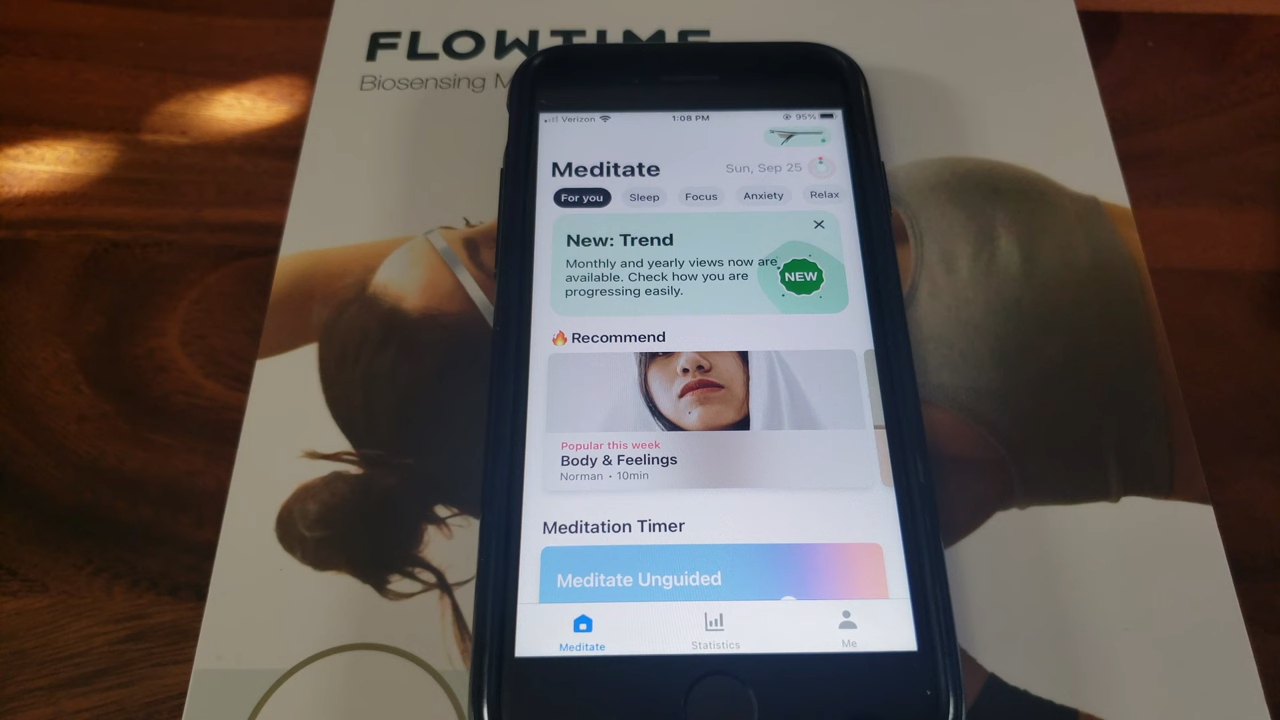 FLOWTIME
Biosensing
Verizon 1:08 PM 95%
Meditate Sun, Sep 25
For you Sleep Focus Anxiety Relax
New: Trend
Monthly and yearly views now are
available. Check how you are
progressing easily.
NEW
🔥 Recommend
Popular this week
Body & Feelings
Norman • 10min
Meditation Timer
Meditate Unguided
Meditate Statistics Me